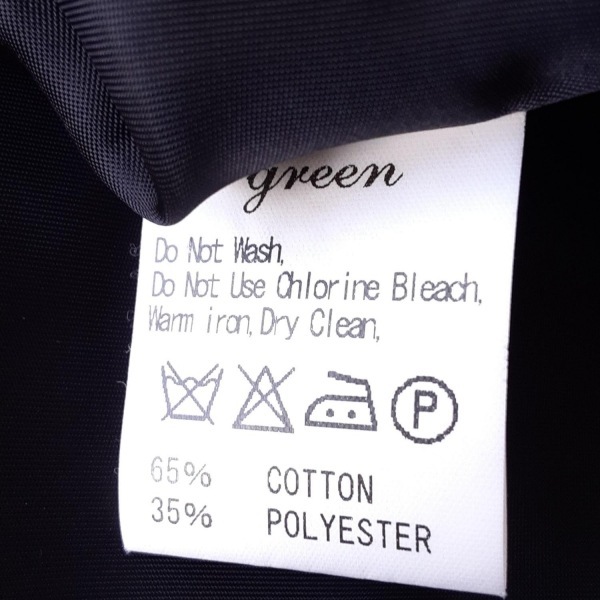 green
Do Not Wash,
Do Not Use Chlorine Bleach,
Warm iron, Dry Clean,
P
65% COTTON
35% POLYESTER